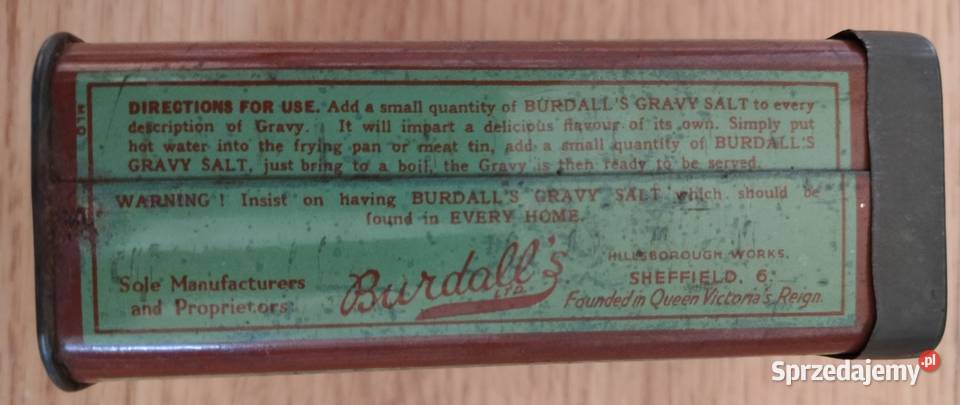 DIRECTIONS FOR USE. Add a small quantity of BURDALL'S GRAVY SALT to every
description of Gravy. It will impart a delicious flavour of its own. Simply put
hot water into the frying pan or meat tin, add a small quantity of BURDALL'S
GRAVY SALT, just bring to a boil, the Gravy is then ready to be served.
WARNING! Insist on having BURDALL'S GRAVY SALT which should be
found in EVERY HOME.
Sole Manufacturers
and Proprietors:
Burdall's
LTD.
HILLSBOROUGH WORKS,
SHEFFIELD, 6.
Founded in Queen Victoria's Reign.
Sprzedajemy.pl